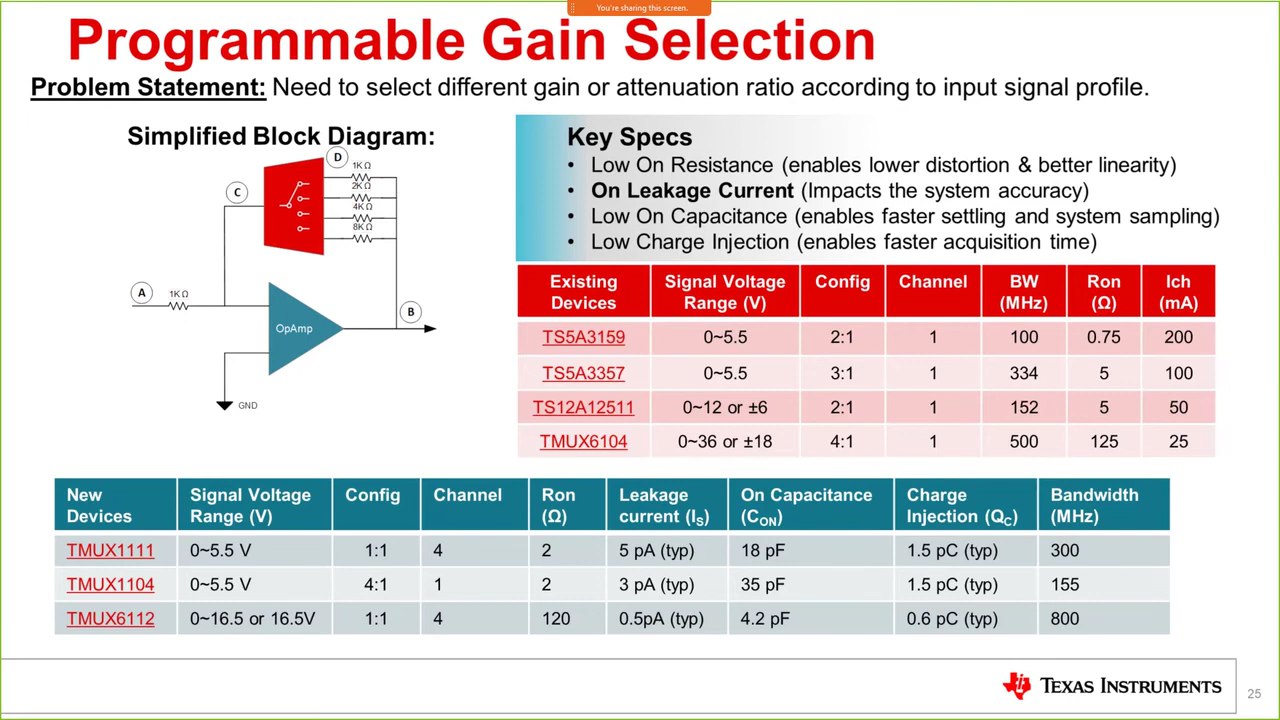 You're sharing this screen.
Programmable Gain Selection
Problem Statement: Need to select different gain or attenuation ratio according to input signal profile.
Simplified Block Diagram:
D
1K Ω
2K Ω
4K Ω
8K Ω
C
A
1K Ω
B
OpAmp
GND
Key Specs
• Low On Resistance (enables lower distortion & better linearity)
• On Leakage Current (Impacts the system accuracy)
• Low On Capacitance (enables faster settling and system sampling)
• Low Charge Injection (enables faster acquisition time)
Existing Devices Signal Voltage Range (V) Config Channel BW (MHz) Ron (Ω) Ich (mA)
TS5A3159 0~5.5 2:1 1 100 0.75 200
TS5A3357 0~5.5 3:1 1 334 5 100
TS12A12511 0~12 or ±6 2:1 1 152 5 50
TMUX6104 0~36 or ±18 4:1 1 500 125 25
New Devices Signal Voltage Range (V) Config Channel Ron (Ω) Leakage current (IS) On Capacitance (CON) Charge Injection (QC) Bandwidth (MHz)
TMUX1111 0~5.5 V 1:1 4 2 5 pA (typ) 18 pF 1.5 pC (typ) 300
TMUX1104 0~5.5 V 4:1 1 2 3 pA (typ) 35 pF 1.5 pC (typ) 155
TMUX6112 0~16.5 or 16.5V 1:1 4 120 0.5pA (typ) 4.2 pF 0.6 pC (typ) 800
TEXAS INSTRUMENTS
25